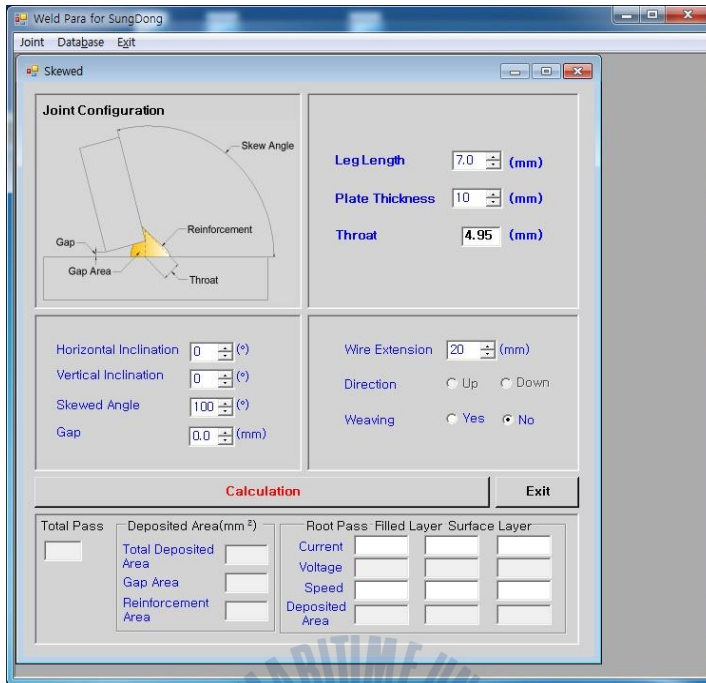 Weld Para for SungDong
Joint Database Exit
Skewed
Joint Configuration
Skew Angle
Reinforcement
Gap
Gap Area
Throat
Leg Length 7.0 (mm)
Plate Thickness 10 (mm)
Throat 4.95 (mm)
Horizontal Inclination 0 (°)
Vertical Inclination 0 (°)
Skewed Angle 100 (°)
Gap 0.0 (mm)
Wire Extension 20 (mm)
Direction Up Down
Weaving Yes No
Calculation
Exit
Total Pass
Deposited Area(mm²)
Total Deposited
Area
Gap Area
Reinforcement
Area
Root Pass Filled Layer Surface Layer
Current
Voltage
Speed
Deposited
Area
MARITIME UN